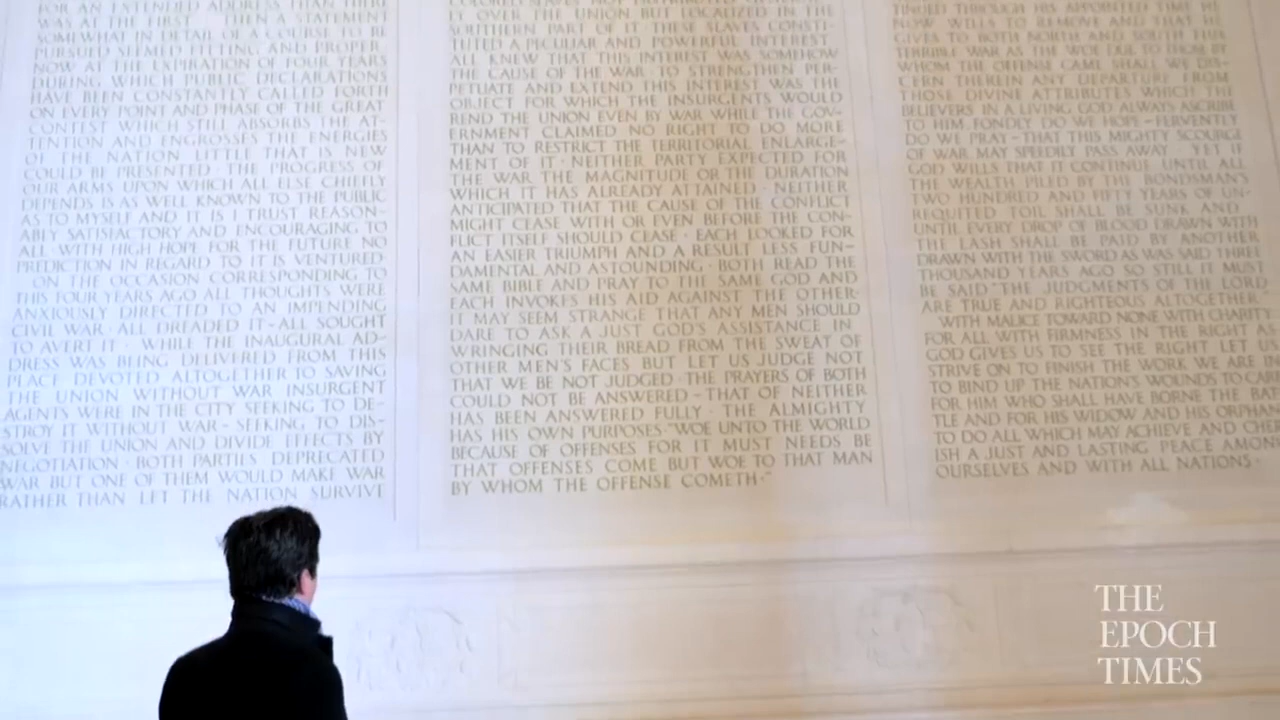 FOR AN EXTENDED ADDRESS THAN THERE
WAS AT THE FIRST · THEN A STATEMENT
SOMEWHAT IN DETAIL OF A COURSE TO BE
PURSUED SEEMED FITTING AND PROPER
NOW AT THE EXPIRATION OF FOUR YEARS
DURING WHICH PUBLIC DECLARATIONS
HAVE BEEN CONSTANTLY CALLED FORTH
ON EVERY POINT AND PHASE OF THE GREAT
CONTEST WHICH STILL ABSORBS THE AT-
TENTION AND ENGROSSES THE ENERGIES
OF THE NATION LITTLE THAT IS NEW
COULD BE PRESENTED · THE PROGRESS OF
OUR ARMS UPON WHICH ALL ELSE CHIEFLY
DEPENDS IS AS WELL KNOWN TO THE PUBLIC
AS TO MYSELF AND IT IS I TRUST REASON-
ABLY SATISFACTORY AND ENCOURAGING TO
ALL · WITH HIGH HOPE FOR THE FUTURE NO
PREDICTION IN REGARD TO IT IS VENTURED
ON THE OCCASION CORRESPONDING TO
THIS FOUR YEARS AGO ALL THOUGHTS WERE
ANXIOUSLY DIRECTED TO AN IMPENDING
CIVIL WAR · ALL DREADED IT-ALL SOUGHT
TO AVERT IT · WHILE THE INAUGURAL AD-
DRESS WAS BEING DELIVERED FROM THIS
PLACE DEVOTED ALTOGETHER TO SAVING
THE UNION WITHOUT WAR INSURGENT
AGENTS WERE IN THE CITY SEEKING TO DE-
STROY IT WITHOUT WAR-SEEKING TO DIS-
SOLVE THE UNION AND DIVIDE EFFECTS BY
NEGOTIATION · BOTH PARTIES DEPRECATED
WAR BUT ONE OF THEM WOULD MAKE WAR
RATHER THAN LET THE NATION SURVIVE
COLORED SLAVES NOT DISTRIBUTED
IT OVER THE UNION BUT LOCALIZED IN THE
SOUTHERN PART OF IT THESE SLAVES CONSTI-
TUTED A PECULIAR AND POWERFUL INTEREST
ALL KNEW THAT THIS INTEREST WAS SOMEHOW
THE CAUSE OF THE WAR · TO STRENGTHEN PER-
PETUATE AND EXTEND THIS INTEREST WAS THE
OBJECT FOR WHICH THE INSURGENTS WOULD
REND THE UNION EVEN BY WAR WHILE THE GOV-
ERNMENT CLAIMED NO RIGHT TO DO MORE
THAN TO RESTRICT THE TERRITORIAL ENLARGE-
MENT OF IT · NEITHER PARTY EXPECTED FOR
THE WAR THE MAGNITUDE OR THE DURATION
WHICH IT HAS ALREADY ATTAINED · NEITHER
ANTICIPATED THAT THE CAUSE OF THE CONFLICT
MIGHT CEASE WITH OR EVEN BEFORE THE CON-
FLICT ITSELF SHOULD CEASE · EACH LOOKED FOR
AN EASIER TRIUMPH AND A RESULT LESS FUN-
DAMENTAL AND ASTOUNDING · BOTH READ THE
SAME BIBLE AND PRAY TO THE SAME GOD AND
EACH INVOKES HIS AID AGAINST THE OTHER·
IT MAY SEEM STRANGE THAT ANY MEN SHOULD
DARE TO ASK A JUST GOD'S ASSISTANCE IN
WRINGING THEIR BREAD FROM THE SWEAT OF
OTHER MEN'S FACES BUT LET US JUDGE NOT
THAT WE BE NOT JUDGED · THE PRAYERS OF BOTH
COULD NOT BE ANSWERED-THAT OF NEITHER
HAS BEEN ANSWERED FULLY · THE ALMIGHTY
HAS HIS OWN PURPOSES·"WOE UNTO THE WORLD
BECAUSE OF OFFENSES FOR IT MUST NEEDS BE
THAT OFFENSES COME BUT WOE TO THAT MAN
BY WHOM THE OFFENSE COMETH·"
TINUED THROUGH HIS APPOINTED TIME HE
NOW WILLS TO REMOVE AND THAT HE
GIVES TO BOTH NORTH AND SOUTH THIS
TERRIBLE WAR AS THE WOE DUE TO THOSE BY
WHOM THE OFFENSE CAME SHALL WE DIS-
CERN THEREIN ANY DEPARTURE FROM
THOSE DIVINE ATTRIBUTES WHICH THE
BELIEVERS IN A LIVING GOD ALWAYS ASCRIBE
TO HIM · FONDLY DO WE HOPE-FERVENTLY
DO WE PRAY-THAT THIS MIGHTY SCOURGE
OF WAR MAY SPEEDILY PASS AWAY · YET IF
GOD WILLS THAT IT CONTINUE UNTIL ALL
THE WEALTH PILED BY THE BONDSMAN'S
TWO HUNDRED AND FIFTY YEARS OF UN-
REQUITED TOIL SHALL BE SUNK AND
UNTIL EVERY DROP OF BLOOD DRAWN WITH
THE LASH SHALL BE PAID BY ANOTHER
DRAWN WITH THE SWORD AS WAS SAID THREE
THOUSAND YEARS AGO SO STILL IT MUST
BE SAID "THE JUDGMENTS OF THE LORD
ARE TRUE AND RIGHTEOUS ALTOGETHER·"
WITH MALICE TOWARD NONE WITH CHARITY
FOR ALL WITH FIRMNESS IN THE RIGHT AS
GOD GIVES US TO SEE THE RIGHT LET US
STRIVE ON TO FINISH THE WORK WE ARE IN
TO BIND UP THE NATION'S WOUNDS TO CARE
FOR HIM WHO SHALL HAVE BORNE THE BAT
TLE AND FOR HIS WIDOW AND HIS ORPHAN
TO DO ALL WHICH MAY ACHIEVE AND CHER
ISH A JUST AND LASTING PEACE AMONG
OURSELVES AND WITH ALL NATIONS·
THE
EPOCH
TIMES